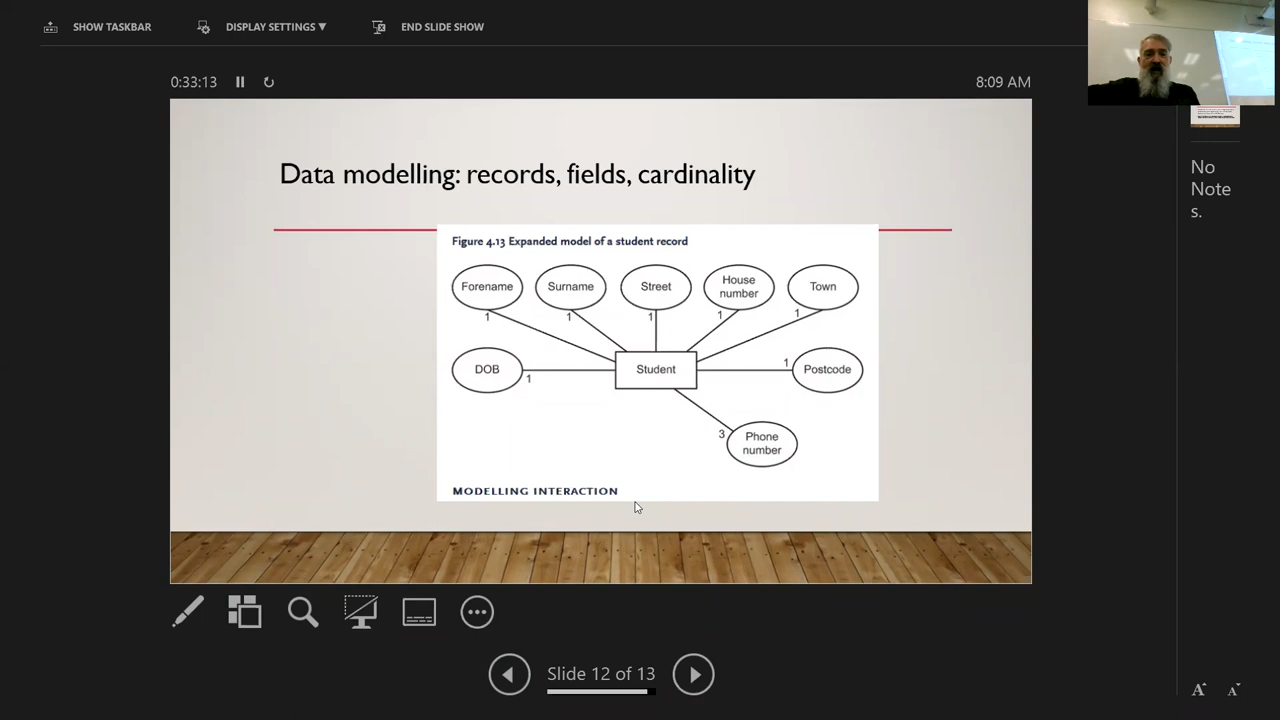 SHOW TASKBAR
DISPLAY SETTINGS ▼
END SLIDE SHOW
0:33:13
8:09 AM
Data modelling: records, fields, cardinality
Figure 4.13 Expanded model of a student record
Forename
Surname
Street
House
number
Town
1
1
1
1
1
DOB
1
Student
1
Postcode
3
Phone
number
MODELLING INTERACTION
No
Note
s.
Slide 12 of 13
A
A